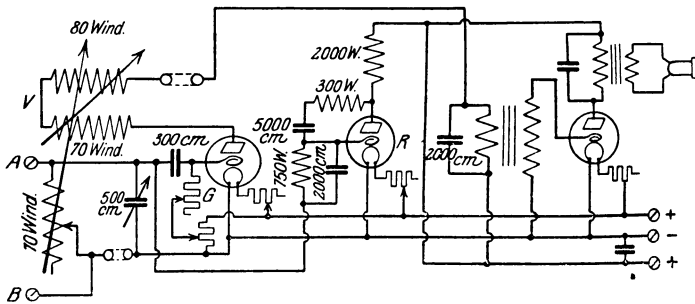 80 Wind.
2000 W.
300 W.
V
5000 cm
70 Wind.
300 cm
R
A
750 W.
2000 cm
2000 cm
500 cm
G
70 Wind.
+
-
B
+